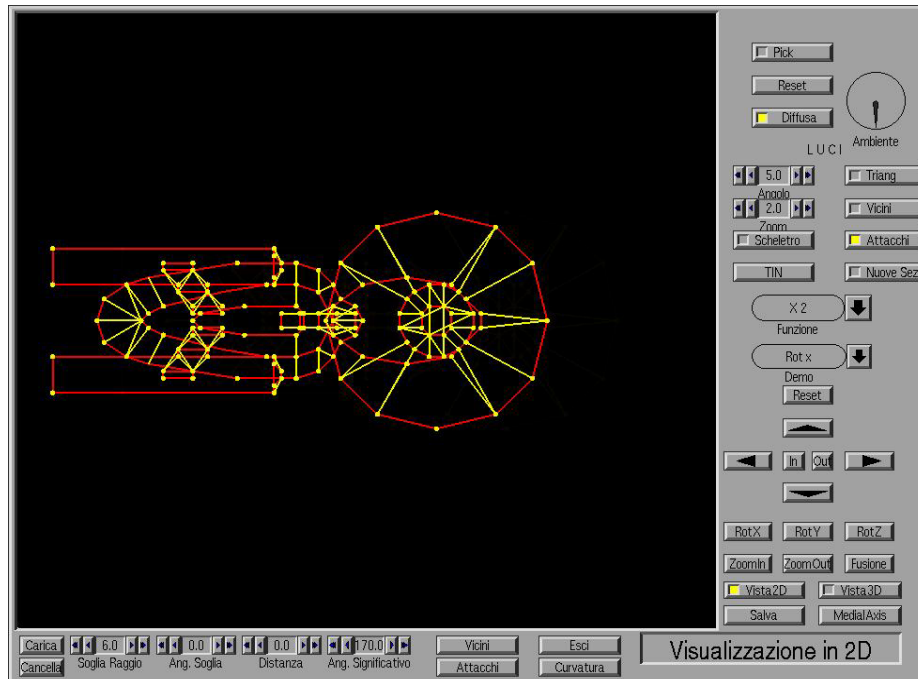 Pick
Reset
Diffusa
Ambiente
LUCI
5.0
Triang
Angolo
2.0
Vicini
Zoom
Scheletro
Attacchi
TIN
Nuove Sez
X 2
Funzione
Rot x
Demo
Reset
In
Out
RotX
RotY
RotZ
ZoomIn
ZoomOut
Fusione
Vista2D
Vista3D
Salva
MedialAxis
Carica
6.0
0.0
0.0
170.0
Vicini
Esci
Visualizzazione in 2D
Cancella
Soglia Raggio
Ang. Soglia
Distanza
Ang. Significativo
Attacchi
Curvatura